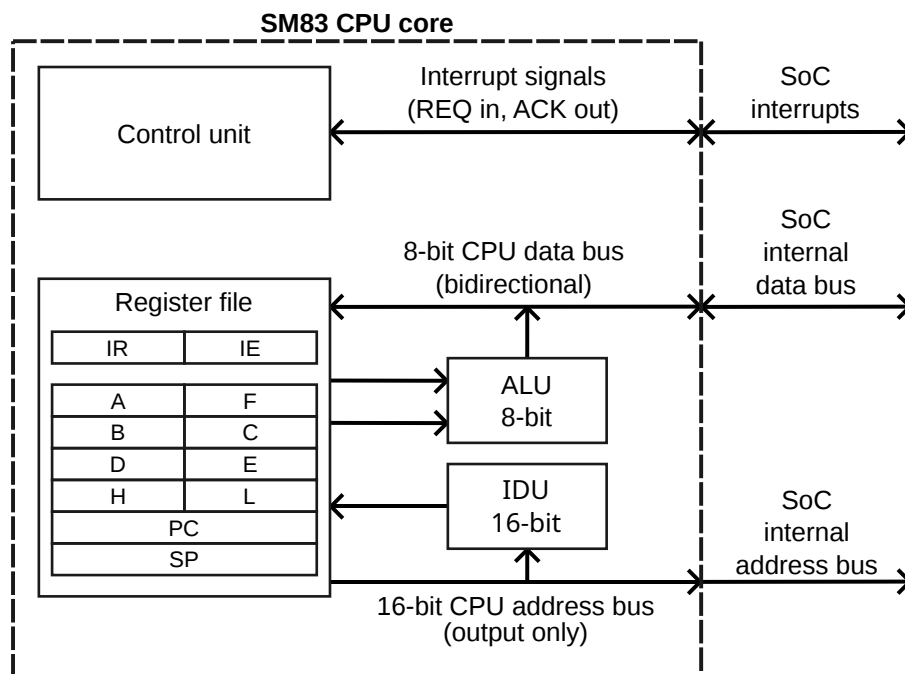 SM83 CPU core
Control unit
Interrupt signals
(REQ in, ACK out)
SoC
interrupts
8-bit CPU data bus
(bidirectional)
SoC
internal
data bus
Register file
IR
IE
A
F
B
C
D
E
H
L
PC
SP
ALU
8-bit
IDU
16-bit
SoC
internal
address bus
16-bit CPU address bus
(output only)